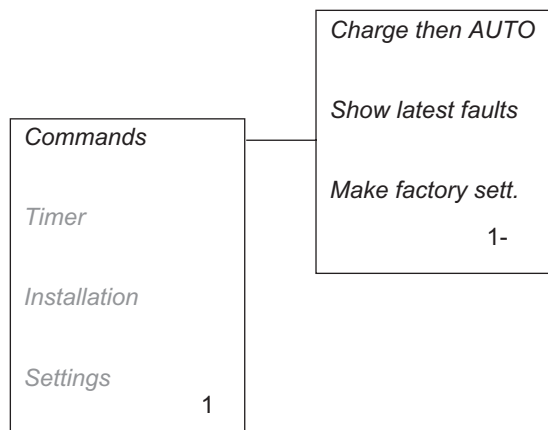 Commands
Timer
Installation
Settings
1
Charge then AUTO
Show latest faults
Make factory sett.
1-